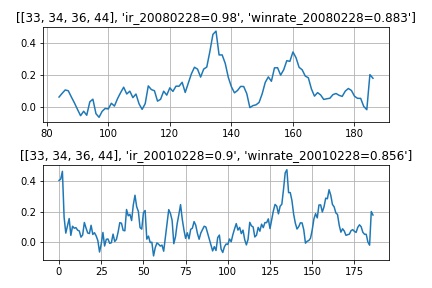 [[33, 34, 36, 44], 'ir_20080228=0.98', 'winrate_20080228=0.883']
0.4
0.2
0.0
80 100 120 140 160 180
[[33, 34, 36, 44], 'ir_20010228=0.9', 'winrate_20010228=0.856']
0.4
0.2
0.0
0 25 50 75 100 125 150 175